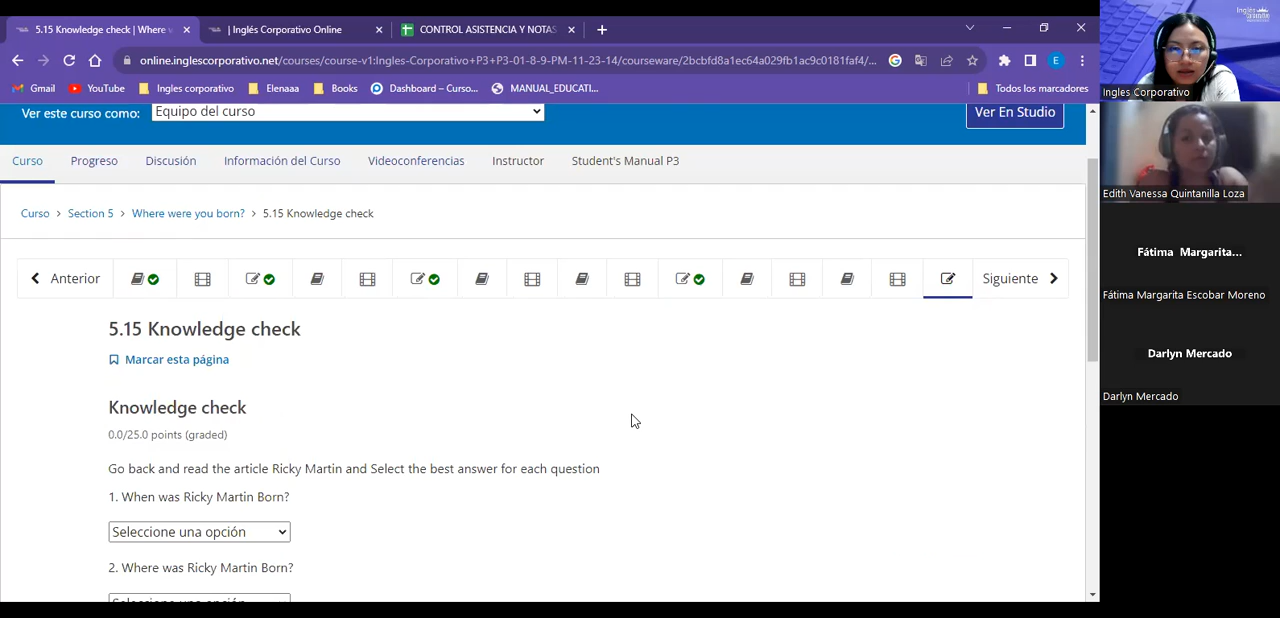 5.15 Knowledge check | Where w
| Inglés Corporativo Online
CONTROL ASISTENCIA Y NOTAS
online.inglescorporativo.net/courses/course-v1:Ingles-Corporativo+P3+P3-01-8-9-PM-11-23-14/courseware/2bcbfd8a1ec64a029fb1ac9c0181faf4/...
E
Gmail
YouTube
Ingles corporativo
Elenaaa
Books
Dashboard – Curso...
MANUAL_EDUCATI...
Todos los marcadores
Ver este curso como:
Equipo del curso
Ver En Studio
Curso
Progreso
Discusión
Información del Curso
Videoconferencias
Instructor
Student's Manual P3
Curso > Section 5 > Where were you born? > 5.15 Knowledge check
Anterior
Siguiente
5.15 Knowledge check
Marcar esta página
Knowledge check
0.0/25.0 points (graded)
Go back and read the article Ricky Martin and Select the best answer for each question
1. When was Ricky Martin Born?
Seleccione una opción
2. Where was Ricky Martin Born?
Seleccione una opción
Ingles
Ingles Corporativo
Edith Vanessa Quintanilla Loza
Fátima Margarita...
Fátima Margarita Escobar Moreno
Darlyn Mercado
Darlyn Mercado